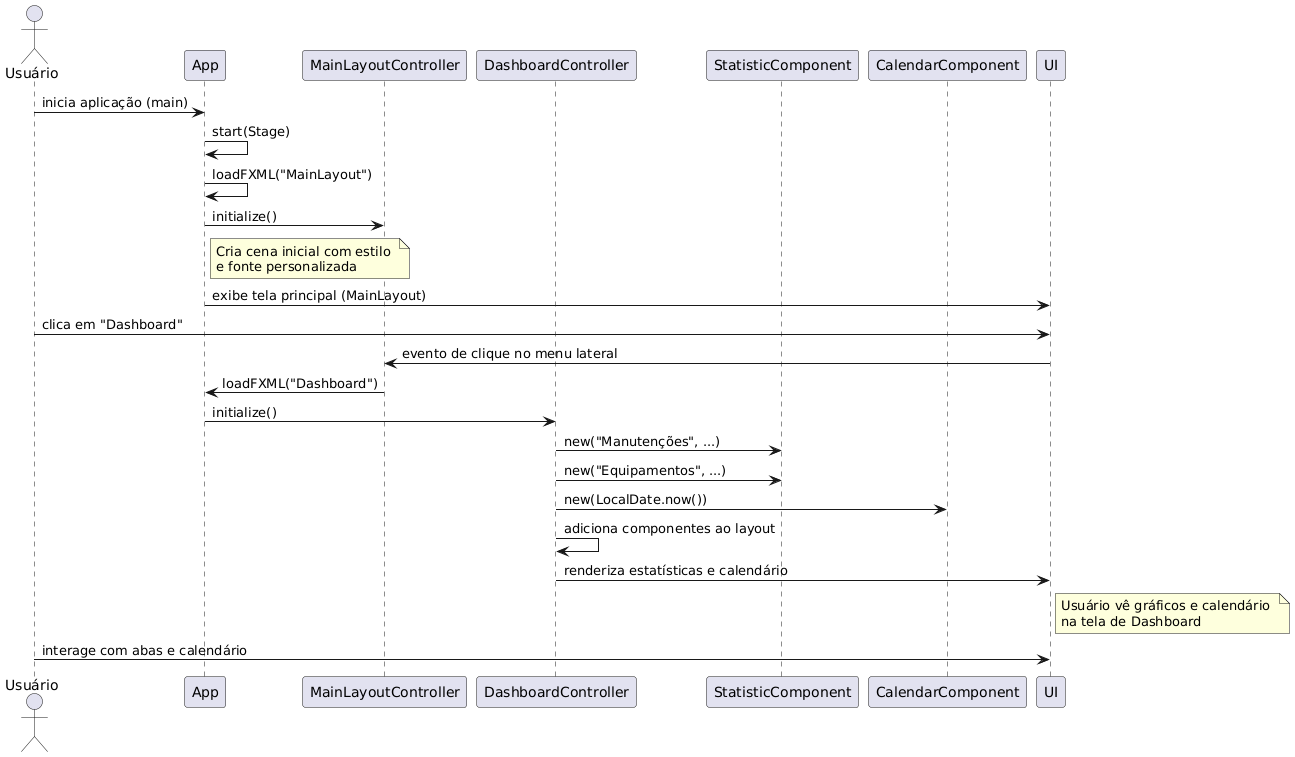 Usuário
App
MainLayoutController
DashboardController
StatisticComponent
CalendarComponent
UI
inicia aplicação (main)
start(Stage)
loadFXML("MainLayout")
initialize()
Cria cena inicial com estilo
e fonte personalizada
exibe tela principal (MainLayout)
clica em "Dashboard"
evento de clique no menu lateral
loadFXML("Dashboard")
initialize()
new("Manutenções", ...)
new("Equipamentos", ...)
new(LocalDate.now())
adiciona componentes ao layout
renderiza estatísticas e calendário
Usuário vê gráficos e calendário
na tela de Dashboard
interage com abas e calendário
Usuário
App
MainLayoutController
DashboardController
StatisticComponent
CalendarComponent
UI